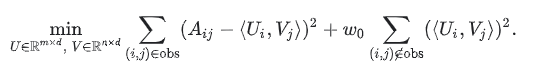 min_{U∈ℝ^{m×d}, V∈ℝ^{n×d}} ∑_{(i,j)∈obs} (A_{ij} − ⟨U_i, V_j⟩)² + w_0 ∑_{(i,j)∉obs} (⟨U_i, V_j⟩)².